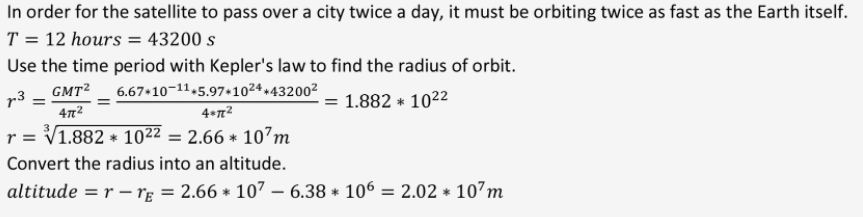 In order for the satellite to pass over a city twice a day, it must be orbiting twice as fast as the Earth itself.
T = 12 hours = 43200 s
Use the time period with Kepler's law to find the radius of orbit.
r³ = GMT²/4π² = 6.67*10⁻¹¹*5.97*10²⁴*43200²/4*π² = 1.882 * 10²²
r = ∛1.882 * 10²² = 2.66 * 10⁷m
Convert the radius into an altitude.
altitude = r − r_E = 2.66 * 10⁷ − 6.38 * 10⁶ = 2.02 * 10⁷m